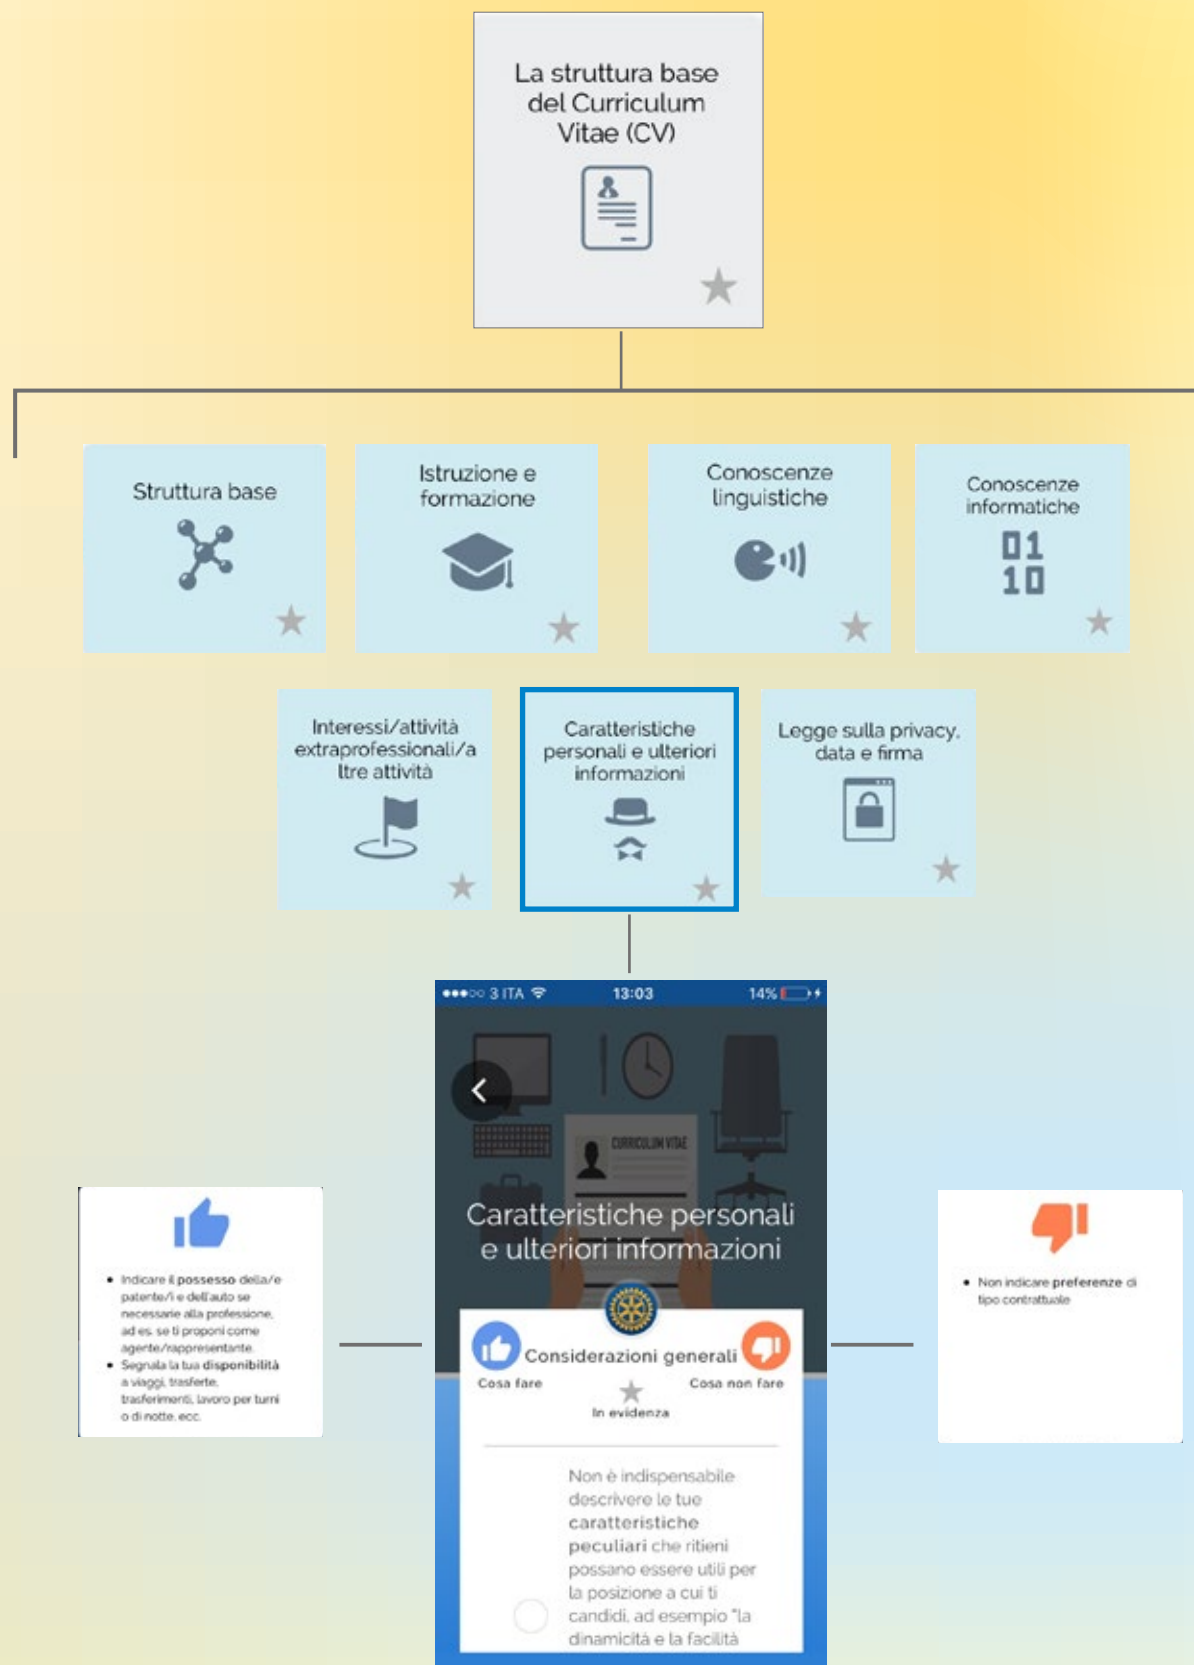 La struttura base
del Curriculum
Vitae (CV)
Struttura base
Istruzione e
formazione
Conoscenze
linguistiche
Conoscenze
informatiche
01
10
Interessi/attività
extraprofessionali/a
ltre attività
Caratteristiche
personali e ulteriori
informazioni
Legge sulla privacy,
data e firma
3 ITA 13:03 14%
CURRICULUM VITAE
Caratteristiche personali
e ulteriori informazioni
Considerazioni generali
Cosa fare
Cosa non fare
In evidenza
Non è indispensabile
descrivere le tue
caratteristiche
peculiari che ritieni
possano essere utili per
la posizione a cui ti
candidi, ad esempio "la
dinamicità e la facilità
• Indicare il possesso della/e
patente/i e dell'auto se
necessarie alla professione,
ad es. se ti proponi come
agente/rappresentante.
• Segnala la tua disponibilità
a viaggi, trasferte,
trasferimenti, lavoro per turni
o di notte, ecc.
• Non indicare preferenze di
tipo contrattuale